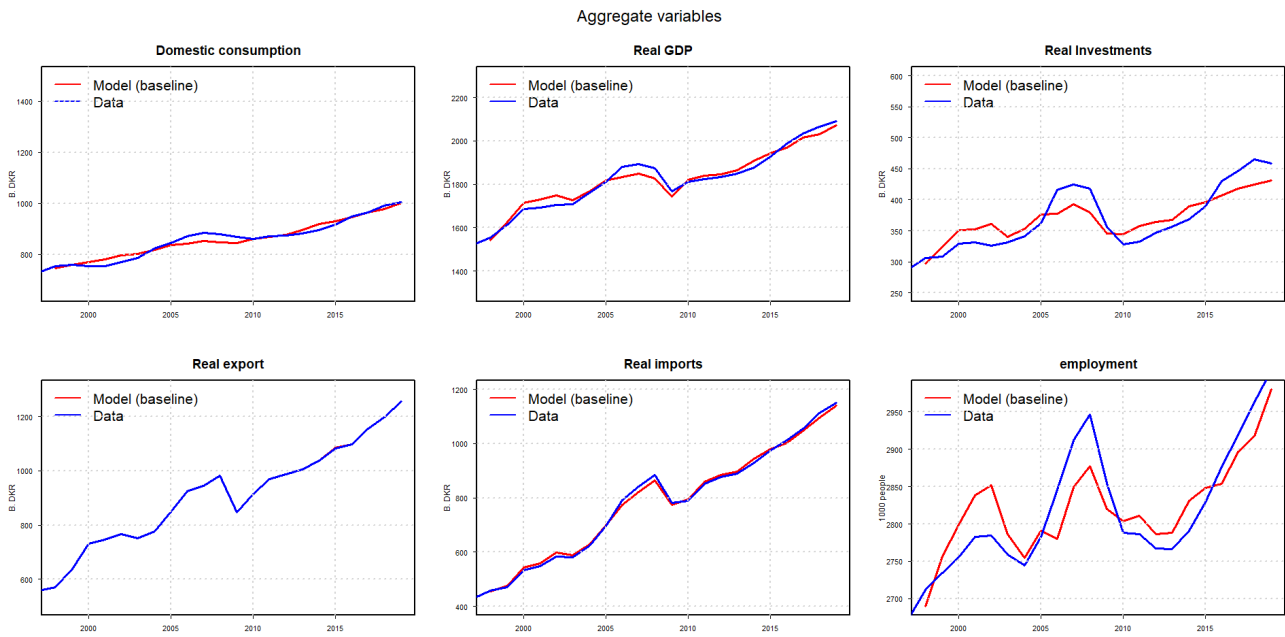 Aggregate variables
Domestic consumption
Model (baseline)
Data
B. DKR
1400
1200
1000
800
2000
2005
2010
2015
Real GDP
Model (baseline)
Data
B. DKR
2200
2000
1800
1600
1400
2000
2005
2010
2015
Real Investments
Model (baseline)
Data
B. DKR
600
550
500
450
400
350
300
250
2000
2005
2010
2015
Real export
Model (baseline)
Data
B. DKR
1200
1000
800
600
2000
2005
2010
2015
Real imports
Model (baseline)
Data
B. DKR
1200
1000
800
600
400
2000
2005
2010
2015
employment
Model (baseline)
Data
1000 people
2950
2900
2850
2800
2750
2700
2000
2005
2010
2015